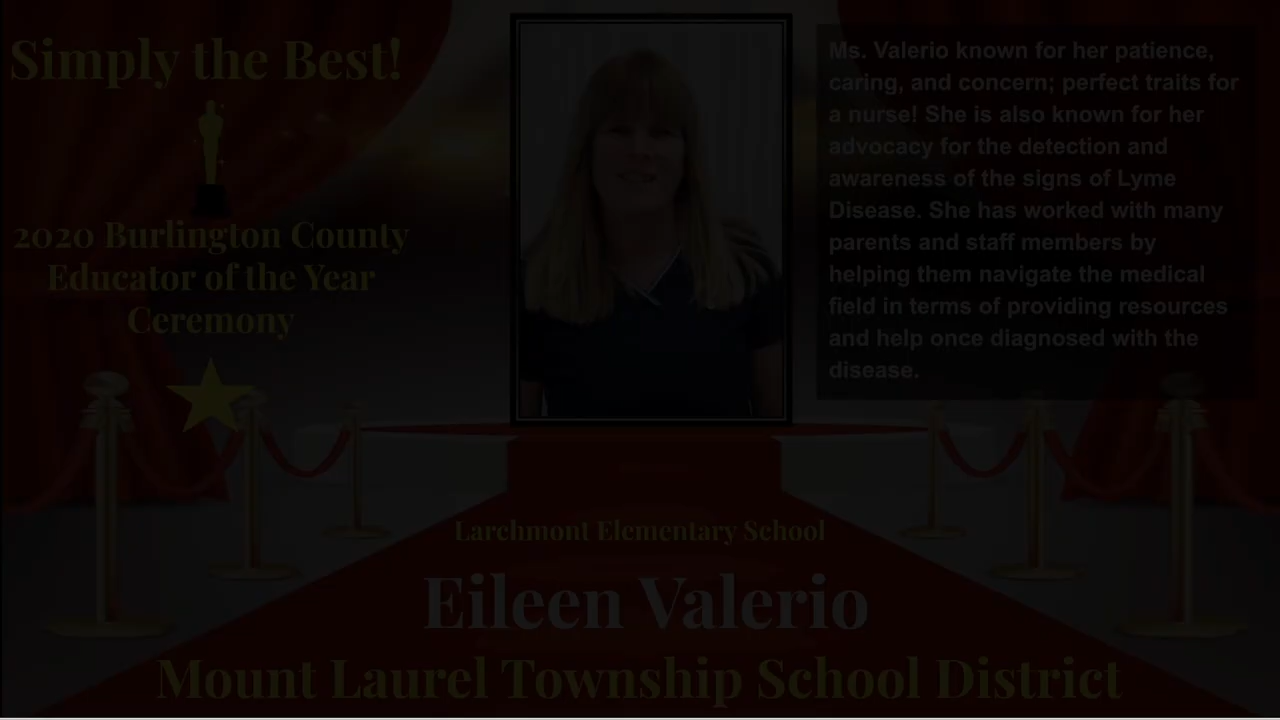 Simply the Best!
2020 Burlington County
Educator of the Year
Ceremony
Ms. Valerio known for her patience,
caring, and concern; perfect traits for
a nurse! She is also known for her
advocacy for the detection and
awareness of the signs of Lyme
Disease. She has worked with many
parents and staff members by
helping them navigate the medical
field in terms of providing resources
and help once diagnosed with the
disease.
Larchmont Elementary School
Eileen Valerio
Mount Laurel Township School District